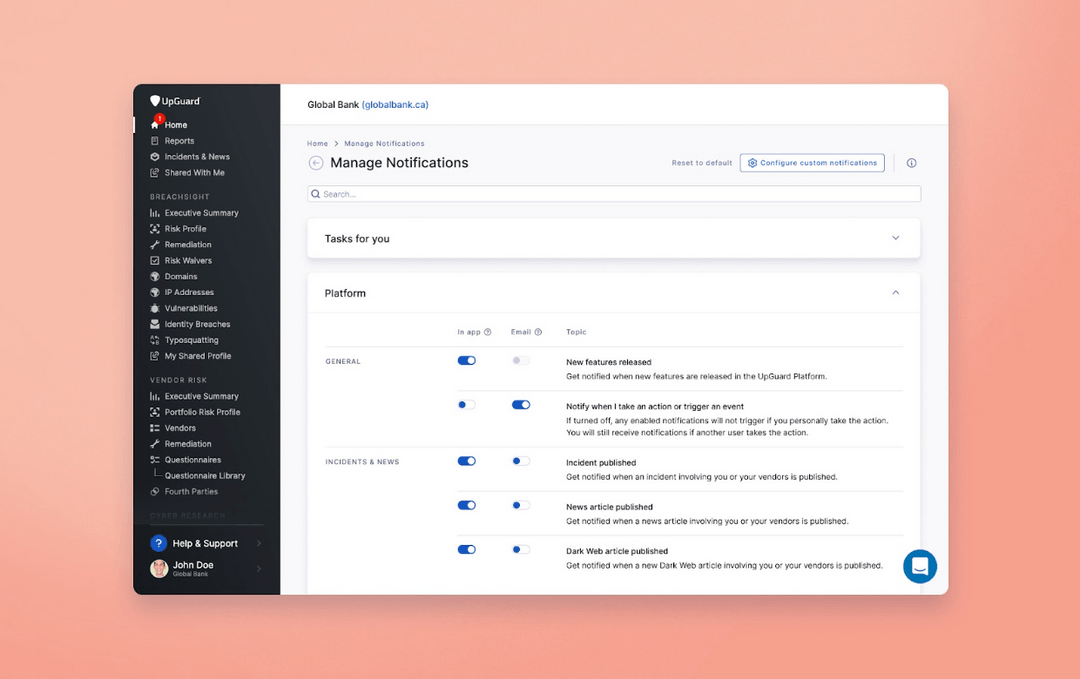 UpGuard
1
Home
Reports
Incidents & News
Shared With Me
BREACHSIGHT
Executive Summary
Risk Profile
Remediation
Risk Waivers
Domains
IP Addresses
Vulnerabilities
Identity Breaches
Typosquatting
My Shared Profile
VENDOR RISK
Executive Summary
Portfolio Risk Profile
Vendors
Remediation
Questionnaires
Questionnaire Library
Fourth Parties
CYBER RESEARCH
? Help & Support
John Doe
Global Bank
Global Bank (globalbank.ca)
Home > Manage Notifications
Manage Notifications
Reset to default
Configure custom notifications
Search...
Tasks for you
Platform
In app Email Topic
GENERAL
New features released
Get notified when new features are released in the UpGuard Platform.
Notify when I take an action or trigger an event
If turned off, any enabled notifications will not trigger if you personally take the action.
You will still receive notifications if another user takes the action.
INCIDENTS & NEWS
Incident published
Get notified when an incident involving you or your vendors is published.
News article published
Get notified when a news article involving you or your vendors is published.
Dark Web article published
Get notified when a new Dark Web article involving you or your vendors is published.